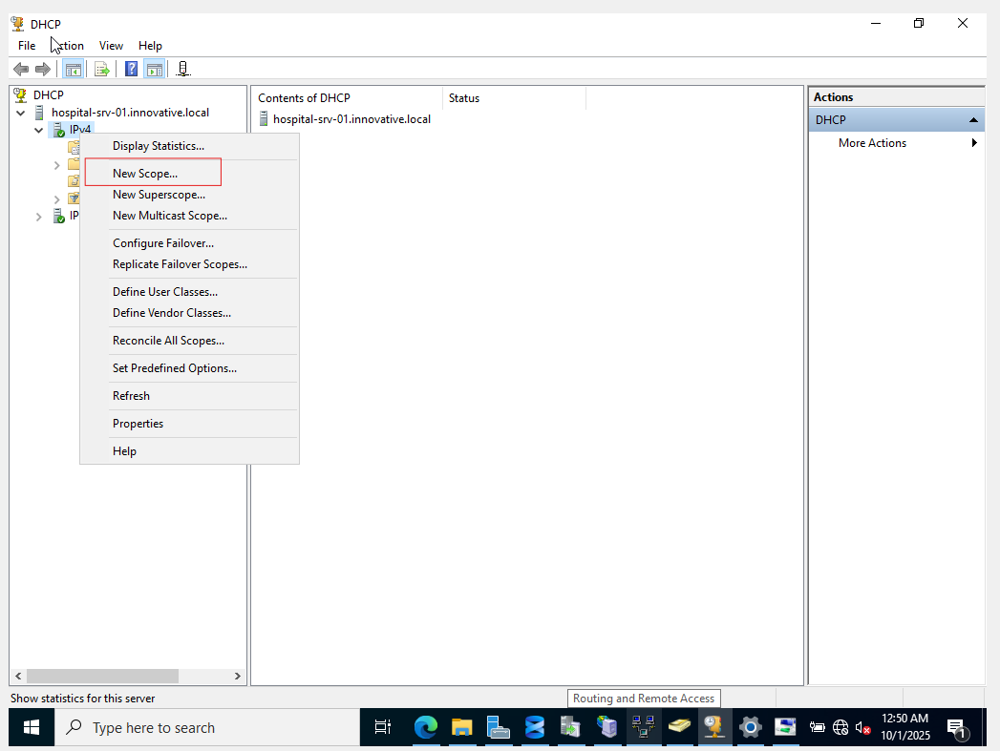 DHCP
File Action View Help
DHCP
hospital-srv-01.innovative.local
IPv4
IP
Display Statistics...
New Scope...
New Superscope...
New Multicast Scope...
Configure Failover...
Replicate Failover Scopes...
Define User Classes...
Define Vendor Classes...
Reconcile All Scopes...
Set Predefined Options...
Refresh
Properties
Help
Contents of DHCP Status
hospital-srv-01.innovative.local
Actions
DHCP
More Actions
Show statistics for this server
Routing and Remote Access
Type here to search
12:50 AM
10/1/2025
1